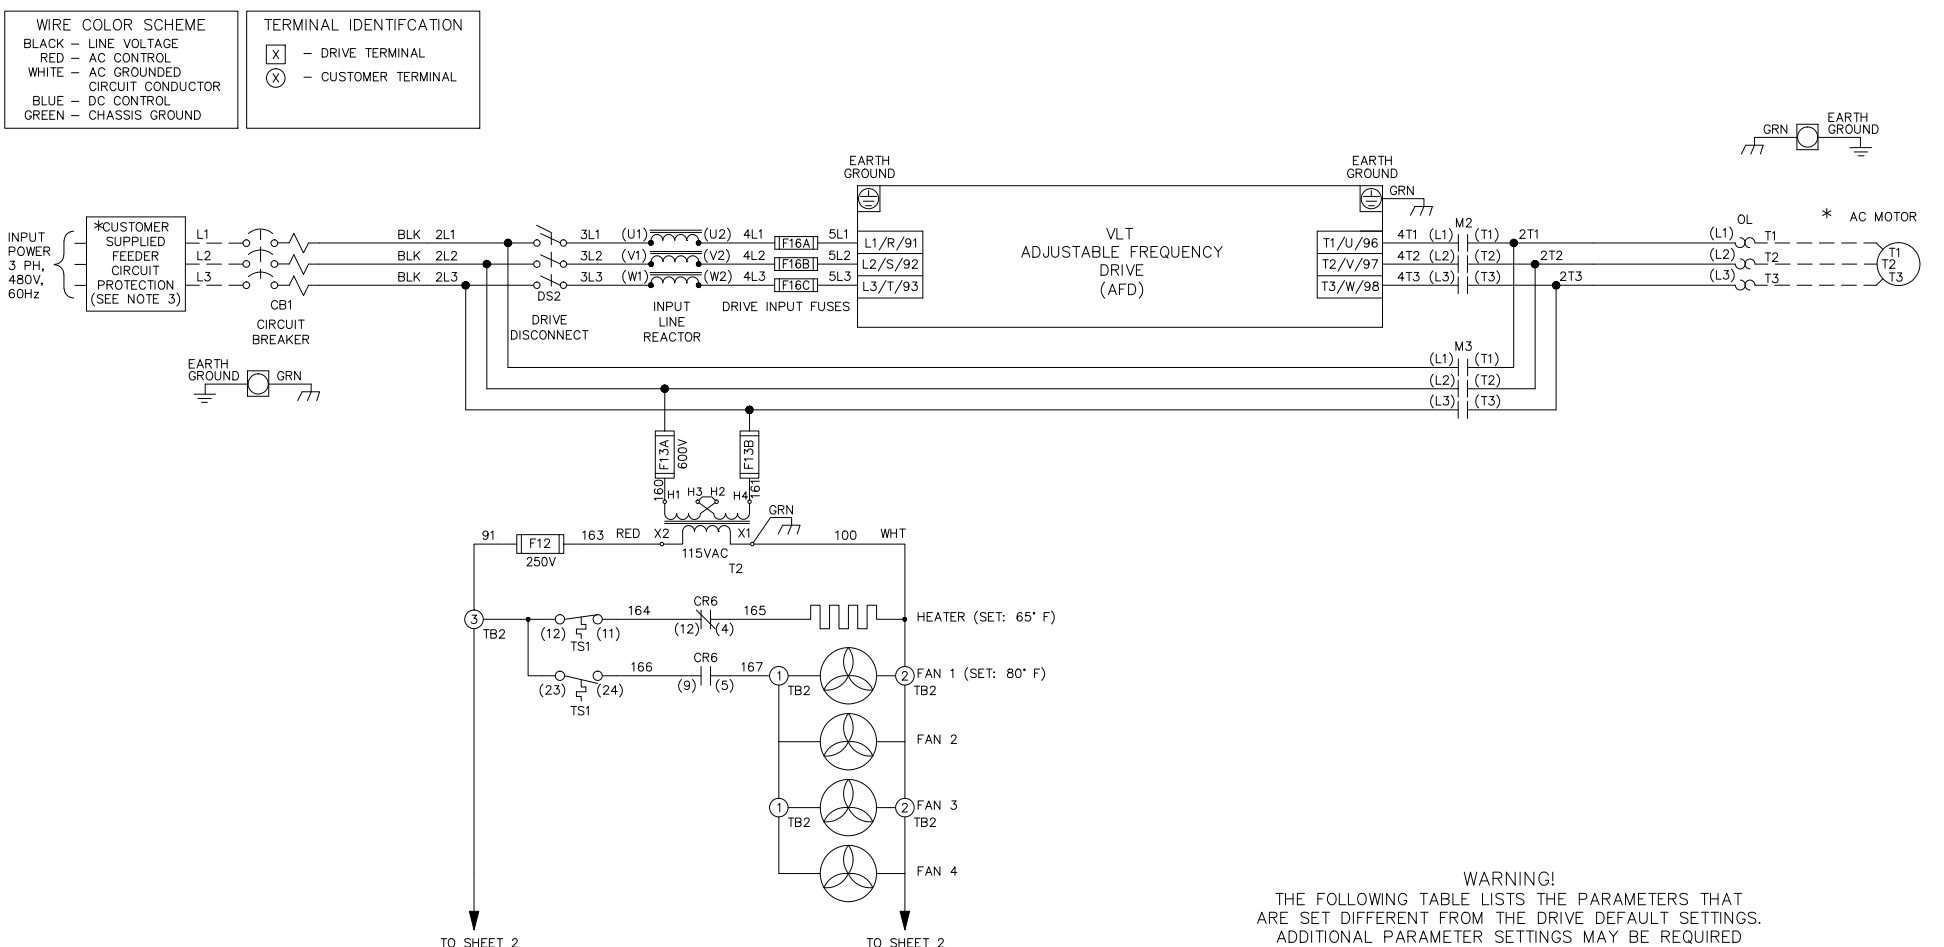 WIRE COLOR SCHEME
BLACK – LINE VOLTAGE
RED – AC CONTROL
WHITE – AC GROUNDED
CIRCUIT CONDUCTOR
BLUE – DC CONTROL
GREEN – CHASSIS GROUND
TERMINAL IDENTIFCATION
X – DRIVE TERMINAL
X – CUSTOMER TERMINAL
GRN
EARTH
GROUND
EARTH
GROUND
EARTH
GROUND
GRN
INPUT
POWER
3 PH,
480V,
60Hz
*CUSTOMER
SUPPLIED
FEEDER
CIRCUIT
PROTECTION
(SEE NOTE 3)
L1
L2
L3
CB1
CIRCUIT
BREAKER
BLK 2L1
BLK 2L2
BLK 2L3
DS2
DRIVE
DISCONNECT
3L1 (U1) (U2) 4L1 F16A 5L1 L1/R/91
3L2 (V1) (V2) 4L2 F16B 5L2 L2/S/92
3L3 (W1) (W2) 4L3 F16C 5L3 L3/T/93
INPUT
LINE
REACTOR
DRIVE INPUT FUSES
VLT
ADJUSTABLE FREQUENCY
DRIVE
(AFD)
M2
T1/U/96 4T1 (L1) (T1) 2T1
T2/V/97 4T2 (L2) (T2) 2T2
T3/W/98 4T3 (L3) (T3) 2T3
OL
(L1) T1
(L2) T2
(L3) T3
* AC MOTOR
T1
T2
T3
EARTH
GROUND
GRN
M3
(L1) (T1)
(L2) (T2)
(L3) (T3)
F13A
600V
F13B
160
H1 H3 H2 H4
161
GRN
91 F12 163 RED X2 X1 100 WHT
250V
115VAC
T2
3
TB2
(12) (11)
TS1
164
CR6
(12) (4)
165
HEATER (SET: 65° F)
(23) (24)
TS1
166
CR6
(9) (5)
167
1
TB2
2
TB2
FAN 1 (SET: 80° F)
FAN 2
1
TB2
2
TB2
FAN 3
FAN 4
TO SHEET 2
TO SHEET 2
WARNING!
THE FOLLOWING TABLE LISTS THE PARAMETERS THAT
ARE SET DIFFERENT FROM THE DRIVE DEFAULT SETTINGS.
ADDITIONAL PARAMETER SETTINGS MAY BE REQUIRED